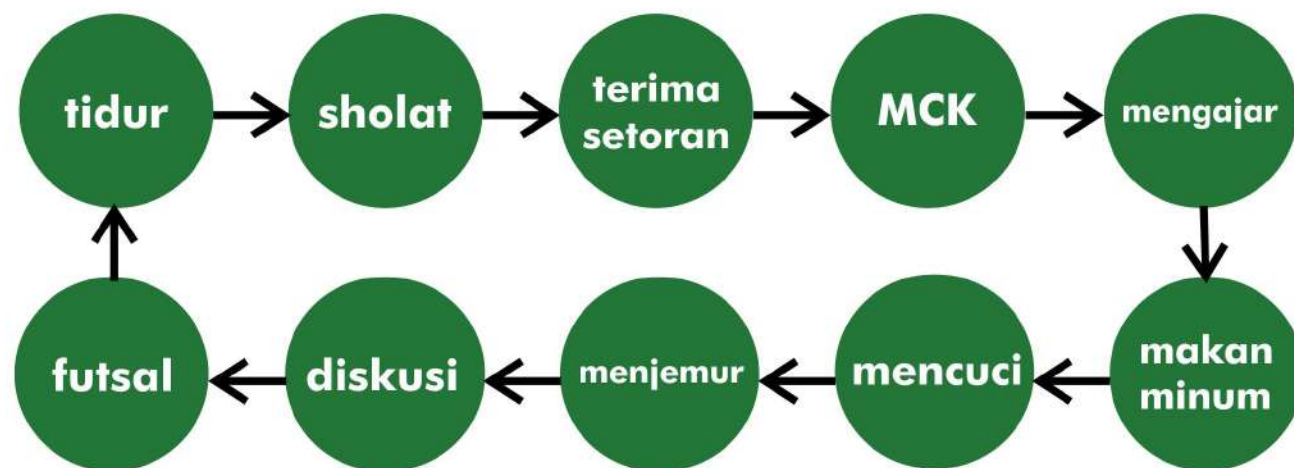 tidur
sholat
terima
setoran
MCK
mengajar
makan
minum
mencuci
menjemur
diskusi
futsal